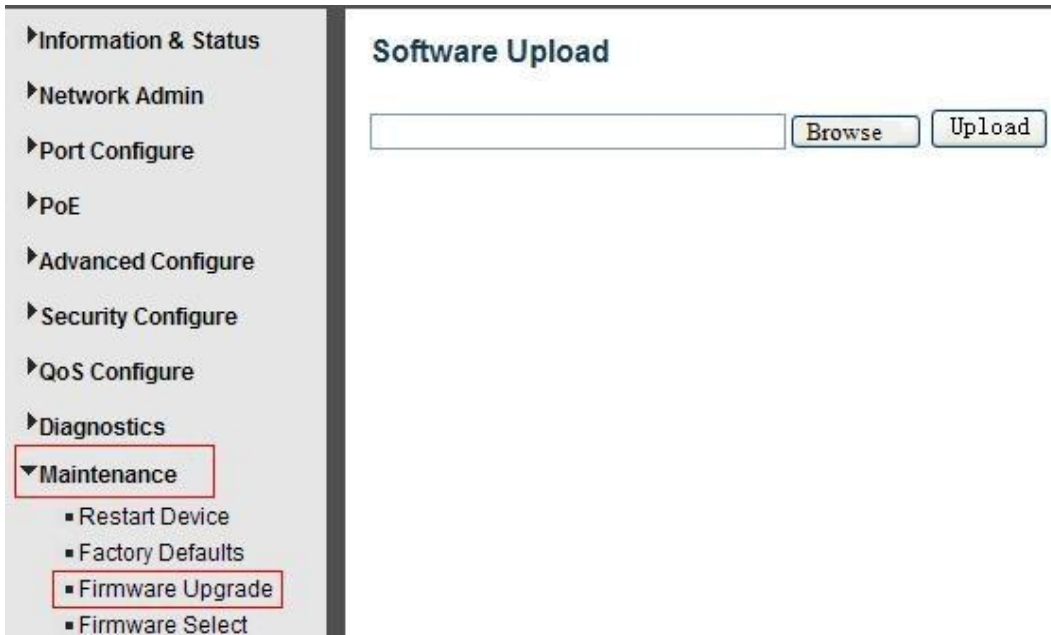 Information & Status
Network Admin
Port Configure
PoE
Advanced Configure
Security Configure
QoS Configure
Diagnostics
Maintenance
Restart Device
Factory Defaults
Firmware Upgrade
Firmware Select
Software Upload
Browse
Upload